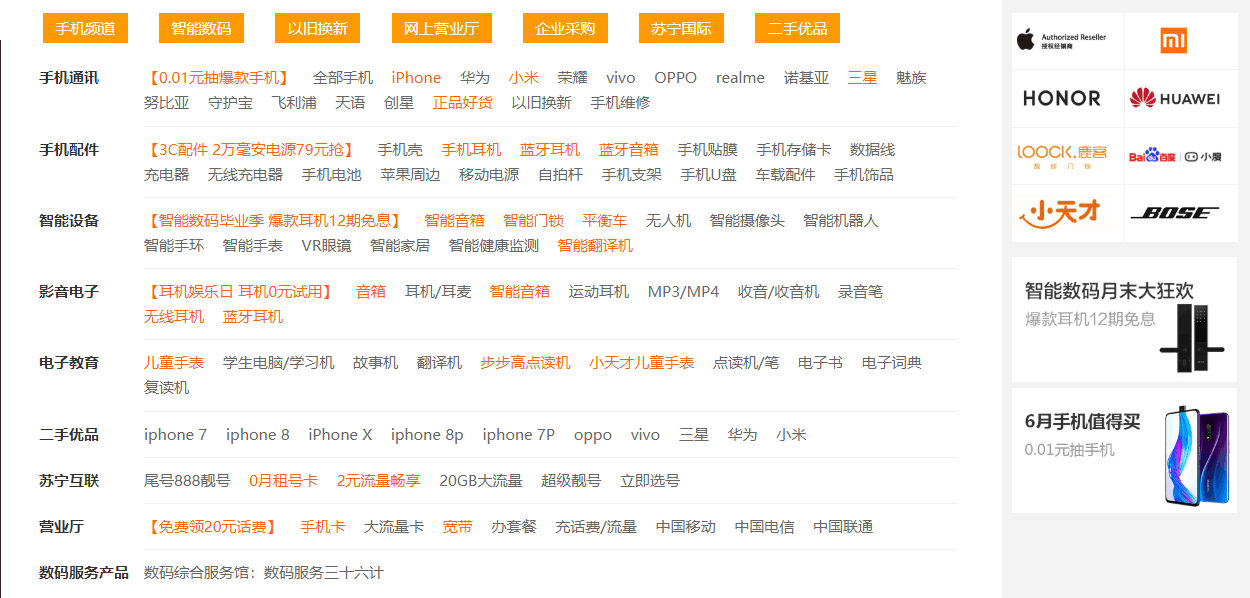 手机频道 智能数码 以旧换新 网上营业厅 企业采购 苏宁国际 二手优品
手机通讯 【0.01元抽爆款手机】 全部手机 iPhone 华为 小米 荣耀 vivo OPPO realme 诺基亚 三星 魅族
努比亚 守护宝 飞利浦 天语 创星 正品好货 以旧换新 手机维修
手机配件 【3C配件 2万毫安电源79元抢】 手机壳 手机耳机 蓝牙耳机 蓝牙音箱 手机贴膜 手机存储卡 数据线
充电器 无线充电器 手机电池 苹果周边 移动电源 自拍杆 手机支架 手机U盘 车载配件 手机饰品
智能设备 【智能数码毕业季 爆款耳机12期免息】 智能音箱 智能门锁 平衡车 无人机 智能摄像头 智能机器人
智能手环 智能手表 VR眼镜 智能家居 智能健康监测 智能翻译机
影音电子 【耳机娱乐日 耳机0元试用】 音箱 耳机/耳麦 智能音箱 运动耳机 MP3/MP4 收音/收音机 录音笔
无线耳机 蓝牙耳机
电子教育 儿童手表 学生电脑/学习机 故事机 翻译机 步步高点读机 小天才儿童手表 点读机/笔 电子书 电子词典
复读机
二手优品 iphone 7 iphone 8 iPhone X iphone 8p iphone 7P oppo vivo 三星 华为 小米
苏宁互联 尾号888靓号 0月租号卡 2元流量畅享 20GB大流量 超级靓号 立即选号
营业厅 【免费领20元话费】 手机卡 大流量卡 宽带 办套餐 充话费/流量 中国移动 中国电信 中国联通
数码服务产品 数码综合服务馆：数码服务三十六计
Authorized Reseller
授权经销商
mi
HONOR HUAWEI
LOOCK.鹿客
智能门锁
Bai百度 小度
小天才 BOSE
智能数码月末大狂欢
爆款耳机12期免息
6月手机值得买
0.01元抽手机